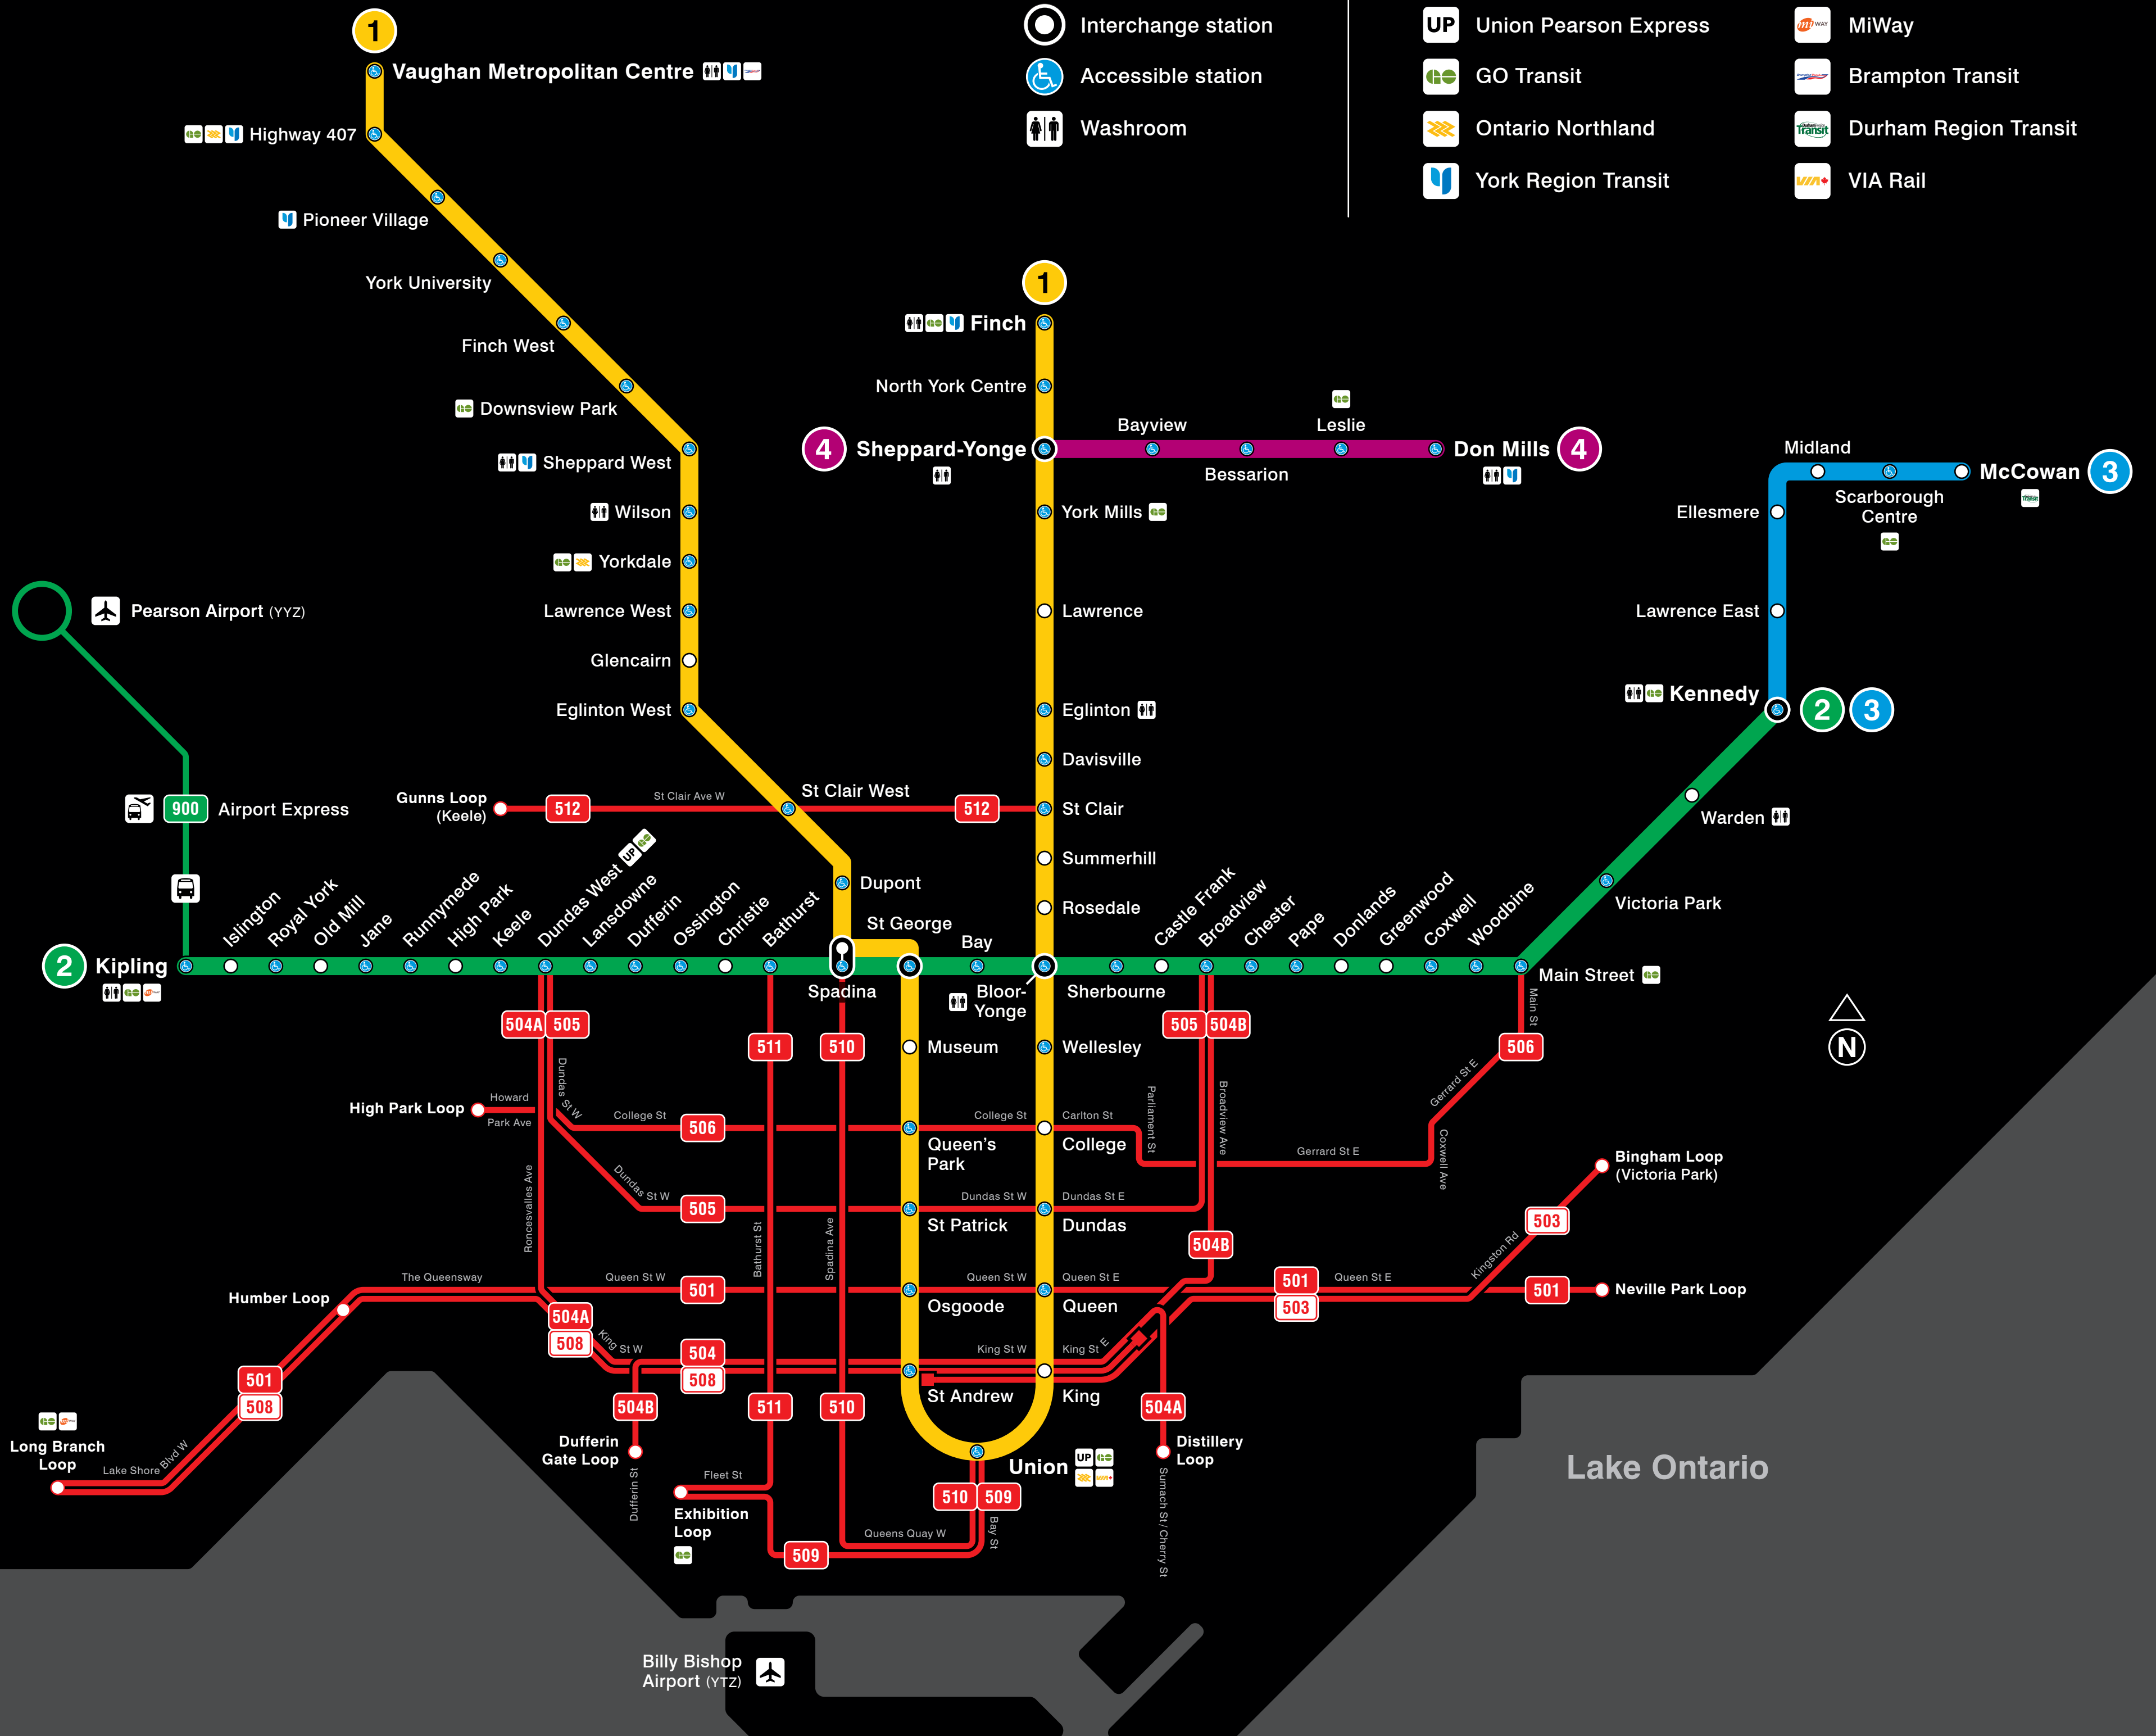 1
Vaughan Metropolitan Centre
Highway 407
Pioneer Village
York University
Finch West
Downsview Park
Sheppard West
Wilson
Yorkdale
Lawrence West
Glencairn
Eglinton West
St Clair West
Dupont
St George
Spadina
Interchange station
Accessible station
Washroom
UP Union Pearson Express
GO Transit
Ontario Northland
York Region Transit
MiWay
Brampton Transit
Durham Region Transit
VIA Rail
1
Finch
North York Centre
4 Sheppard-Yonge
Bayview
Bessarion
Leslie
Don Mills 4
York Mills
Lawrence
Eglinton
Davisville
St Clair
Summerhill
Rosedale
Midland
McCowan 3
Scarborough
Centre
Ellesmere
Lawrence East
Kennedy
2 3
Warden
Victoria Park
Main Street
Pearson Airport (YYZ)
900 Airport Express
Gunns Loop
(Keele)
512
St Clair Ave W
512
2 Kipling
Islington
Royal York
Old Mill
Jane
Runnymede
High Park
Keele
Dundas West UP
Lansdowne
Dufferin
Ossington
Christie
Bathurst
Bay
Bloor-
Yonge
Sherbourne
Castle Frank
Broadview
Chester
Pape
Donlands
Greenwood
Coxwell
Woodbine
504A 505
511
510
Museum
Wellesley
505 504B
506
Main St
N
High Park Loop
Howard
Park Ave
Dundas St W
College St
506
College St
Carlton St
Queen's
Park
College
Parliament St
Broadview Ave
Gerrard St E
Gerrard St E
Coxwell Ave
Roncesvalles Ave
Dundas St W
505
Dundas St W
Dundas St E
St Patrick
Dundas
Bathurst St
Spadina Ave
504B
Bingham Loop
(Victoria Park)
503
Kingston Rd
Humber Loop
The Queensway
Queen St W
501
Queen St W
Queen St E
Osgoode
Queen
501
503
Queen St E
501
Neville Park Loop
504A
508
King St W
504
508
King St W
King St E
St Andrew
King
501
508
504B
511
510
504A
Long Branch
Loop
Lake Shore Blvd W
Dufferin
Gate Loop
Dufferin St
Fleet St
Exhibition
Loop
Union
UP
510 509
Bay St
Queens Quay W
509
Distillery
Loop
Sumach St / Cherry St
Lake Ontario
Billy Bishop
Airport (YTZ)